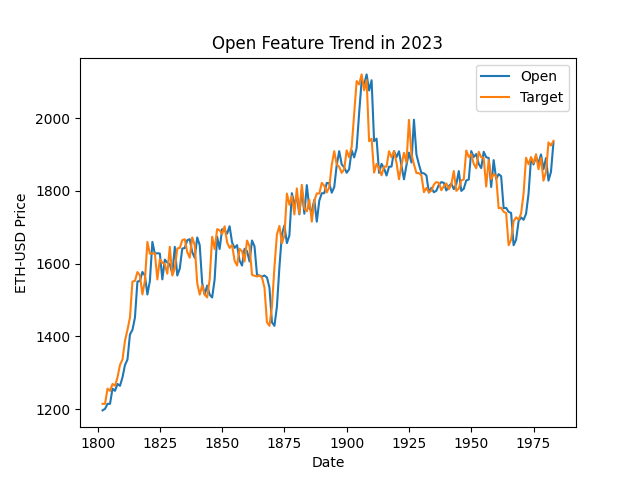 Open Feature Trend in 2023
Open
Target
ETH-USD Price
2000
1800
1600
1400
1200
1800 1825 1850 1875 1900 1925 1950 1975
Date